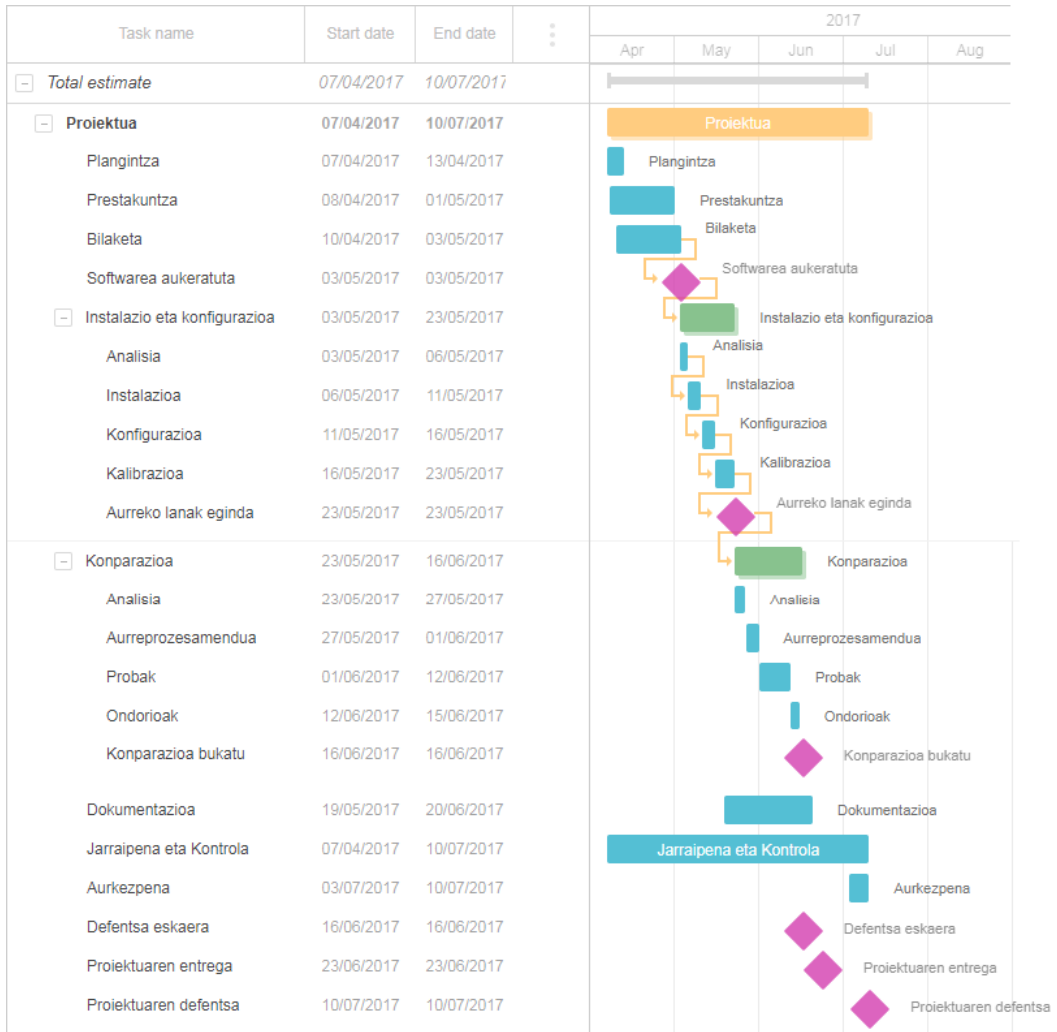 Task name Start date End date 2017
Apr May Jun Jul Aug
Total estimate 07/04/2017 10/07/2017
Proiektua 07/04/2017 10/07/2017 Proiektua
Plangintza 07/04/2017 13/04/2017 Plangintza
Prestakuntza 08/04/2017 01/05/2017 Prestakuntza
Bilaketa 10/04/2017 03/05/2017 Bilaketa
Softwarea aukeratuta 03/05/2017 03/05/2017 Softwarea aukeratuta
Instalazio eta konfigurazioa 03/05/2017 23/05/2017 Instalazio eta konfigurazioa
Analisia 03/05/2017 06/05/2017 Analisia
Instalazioa 06/05/2017 11/05/2017 Instalazioa
Konfigurazioa 11/05/2017 16/05/2017 Konfigurazioa
Kalibrazioa 16/05/2017 23/05/2017 Kalibrazioa
Aurreko lanak eginda 23/05/2017 23/05/2017 Aurreko lanak eginda
Konparazioa 23/05/2017 16/06/2017 Konparazioa
Analisia 23/05/2017 27/05/2017 Analisia
Aurreprozesamendua 27/05/2017 01/06/2017 Aurreprozesamendua
Probak 01/06/2017 12/06/2017 Probak
Ondorioak 12/06/2017 15/06/2017 Ondorioak
Konparazioa bukatu 16/06/2017 16/06/2017 Konparazioa bukatu
Dokumentazioa 19/05/2017 20/06/2017 Dokumentazioa
Jarraipena eta Kontrola 07/04/2017 10/07/2017 Jarraipena eta Kontrola
Aurkezpena 03/07/2017 10/07/2017 Aurkezpena
Defentsa eskaera 16/06/2017 16/06/2017 Defentsa eskaera
Proiektuaren entrega 23/06/2017 23/06/2017 Proiektuaren entrega
Proiektuaren defentsa 10/07/2017 10/07/2017 Proiektuaren defentsa